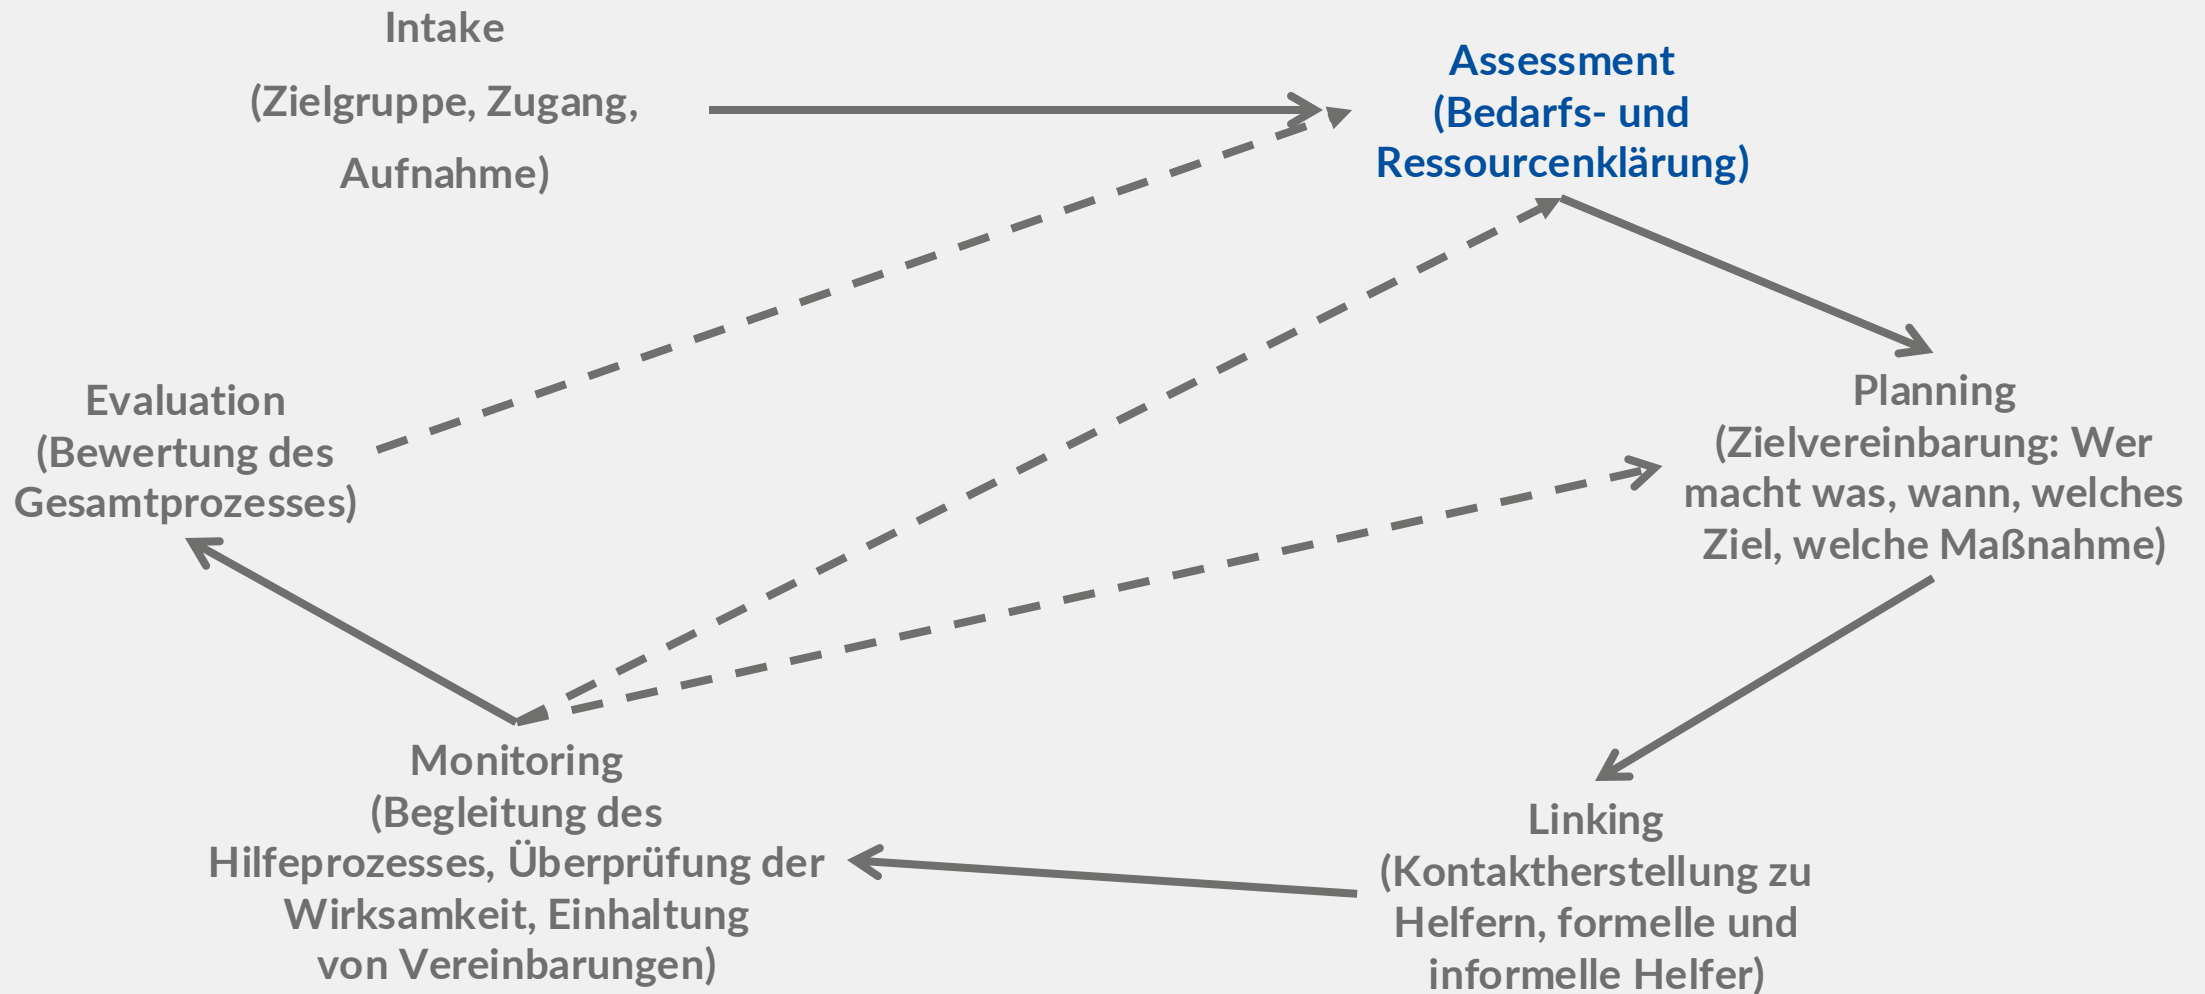 Intake
(Zielgruppe, Zugang,
Aufnahme)
Assessment
(Bedarfs- und
Ressourcenklärung)
Evaluation
(Bewertung des
Gesamtprozesses)
Planning
(Zielvereinbarung: Wer
macht was, wann, welches
Ziel, welche Maßnahme)
Monitoring
(Begleitung des
Hilfeprozesses, Überprüfung der
Wirksamkeit, Einhaltung
von Vereinbarungen)
Linking
(Kontaktherstellung zu
Helfern, formelle und
informelle Helfer)